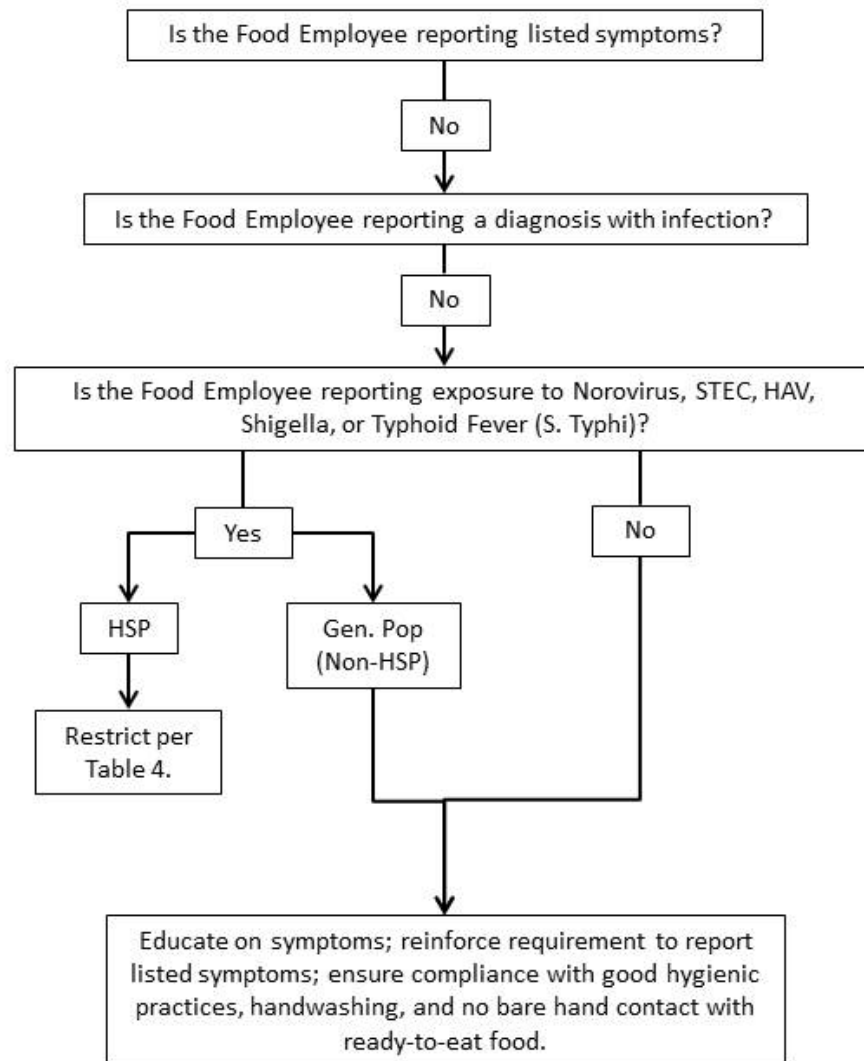 Is the Food Employee reporting listed symptoms?
No
Is the Food Employee reporting a diagnosis with infection?
No
Is the Food Employee reporting exposure to Norovirus, STEC, HAV,
Shigella, or Typhoid Fever (S. Typhi)?
Yes
No
HSP
Gen. Pop
(Non-HSP)
Restrict per
Table 4.
Educate on symptoms; reinforce requirement to report
listed symptoms; ensure compliance with good hygienic
practices, handwashing, and no bare hand contact with
ready-to-eat food.